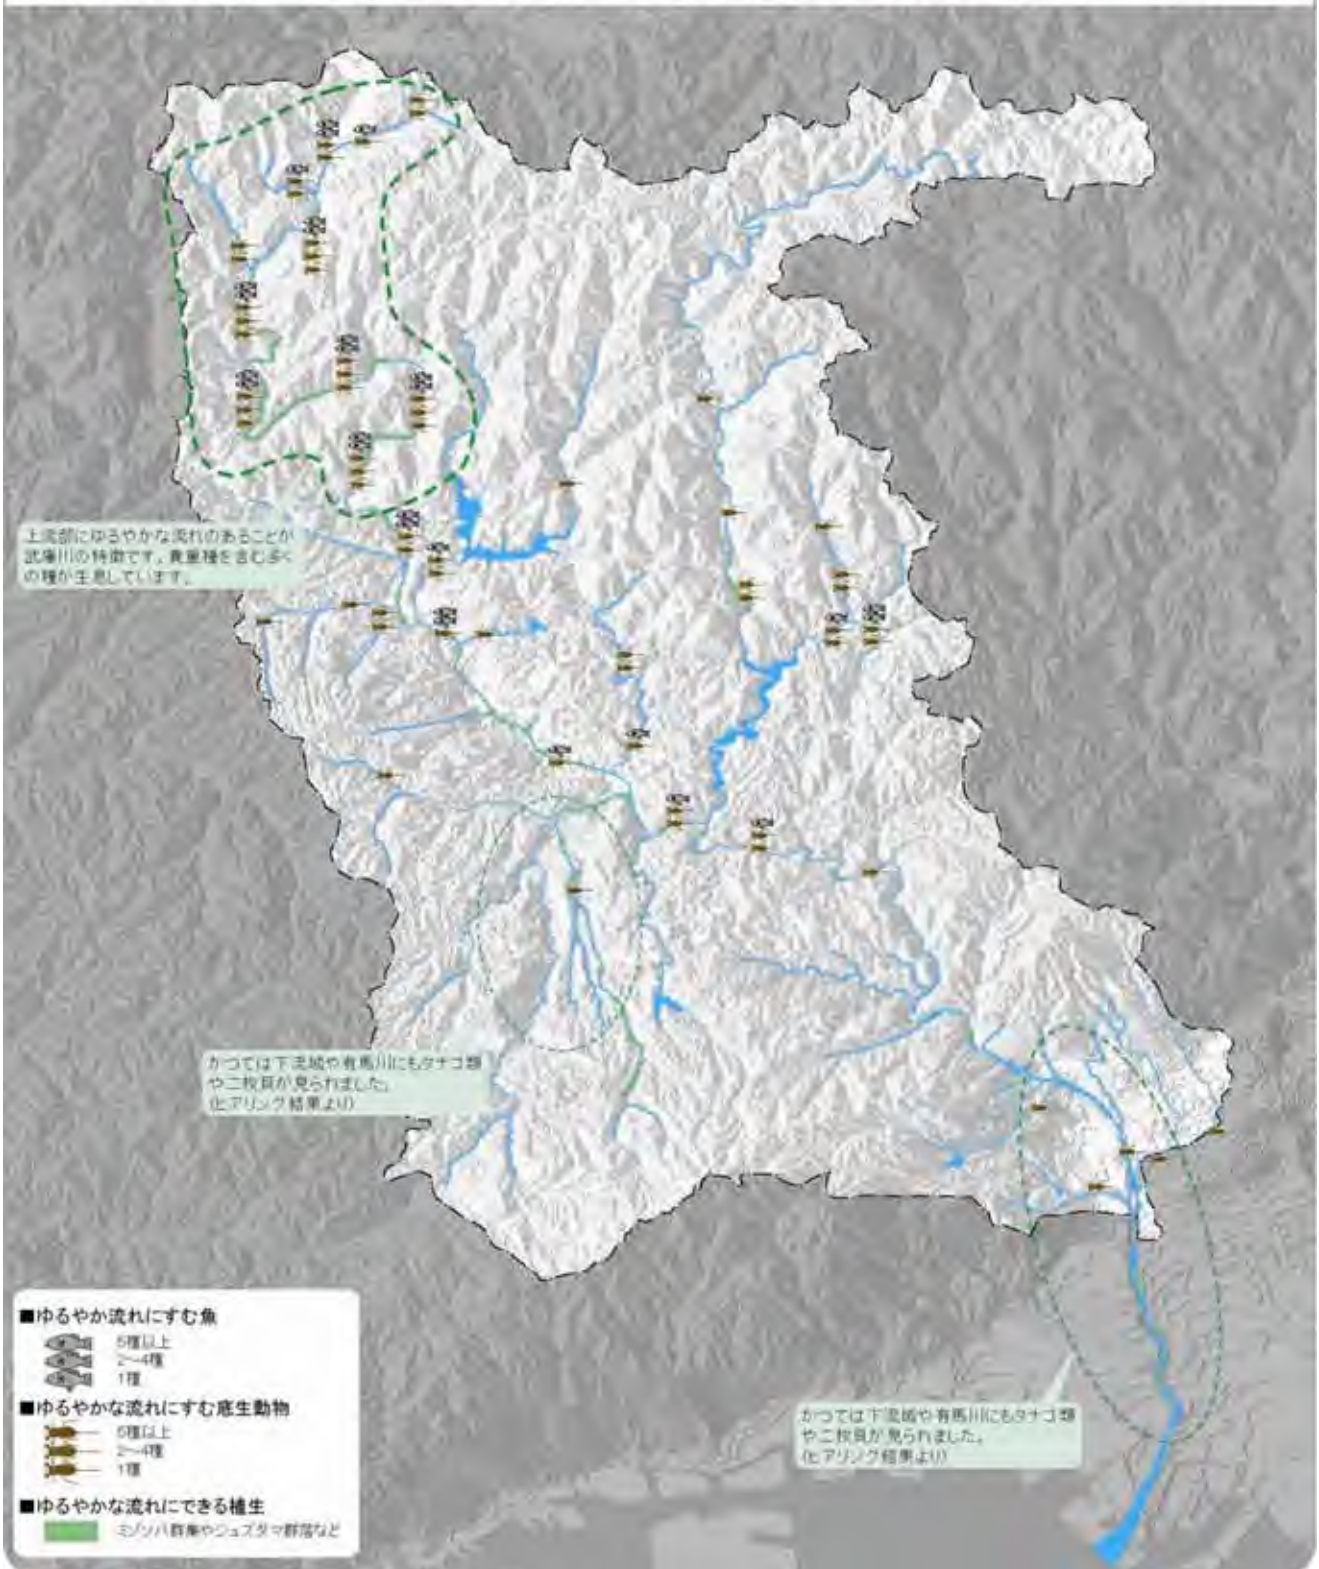 上流部にゆるやかな流れのあることが
武庫川の特徴です。貴重種を含む多く
の種が生息しています。
かつては下流域や有馬川にもタナゴ類
や二枚貝が見られました。
(ヒアリング結果より)
かつては下流域や有馬川にもタナゴ類
や二枚貝が見られました。
(ヒアリング結果より)
■ゆるやか流れにすむ魚
5種以上
2～4種
1種
■ゆるやかな流れにすむ底生動物
5種以上
2～4種
1種
■ゆるやかな流れにできる植生
ミゾソバ群集やジュズダマ群落など